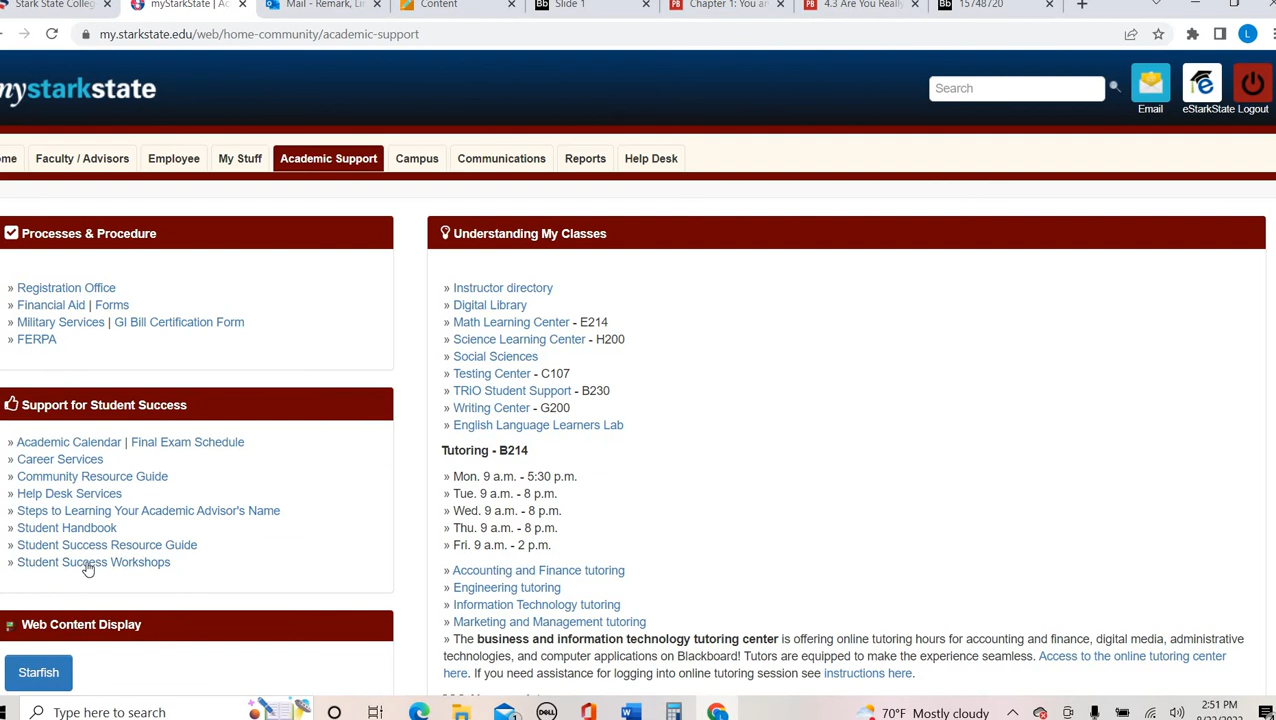 Stark State Colleg
myStarkState | Ac
Mail - Remark, Lin
Content
Bb Slide 1
PB Chapter 1: You an
PB 4.3 Are You Really
Bb 15748720
my.starkstate.edu/web/home-community/academic-support
L
mystarkstate
Search
Email
eStarkState
Logout
ome
Faculty / Advisors
Employee
My Stuff
Academic Support
Campus
Communications
Reports
Help Desk
Processes & Procedure
» Registration Office
» Financial Aid | Forms
» Military Services | GI Bill Certification Form
» FERPA
Support for Student Success
» Academic Calendar | Final Exam Schedule
» Career Services
» Community Resource Guide
» Help Desk Services
» Steps to Learning Your Academic Advisor's Name
» Student Handbook
» Student Success Resource Guide
» Student Success Workshops
Web Content Display
Starfish
Understanding My Classes
» Instructor directory
» Digital Library
» Math Learning Center - E214
» Science Learning Center - H200
» Social Sciences
» Testing Center - C107
» TRiO Student Support - B230
» Writing Center - G200
» English Language Learners Lab
Tutoring - B214
» Mon. 9 a.m. - 5:30 p.m.
» Tue. 9 a.m. - 8 p.m.
» Wed. 9 a.m. - 8 p.m.
» Thu. 9 a.m. - 8 p.m.
» Fri. 9 a.m. - 2 p.m.
» Accounting and Finance tutoring
» Engineering tutoring
» Information Technology tutoring
» Marketing and Management tutoring
» The business and information technology tutoring center is offering online tutoring hours for accounting and finance, digital media, administrative
technologies, and computer applications on Blackboard! Tutors are equipped to make the experience seamless. Access to the online tutoring center
here. If you need assistance for logging into online tutoring session see instructions here.
Type here to search
DELL
70°F Mostly cloudy
2:51 PM